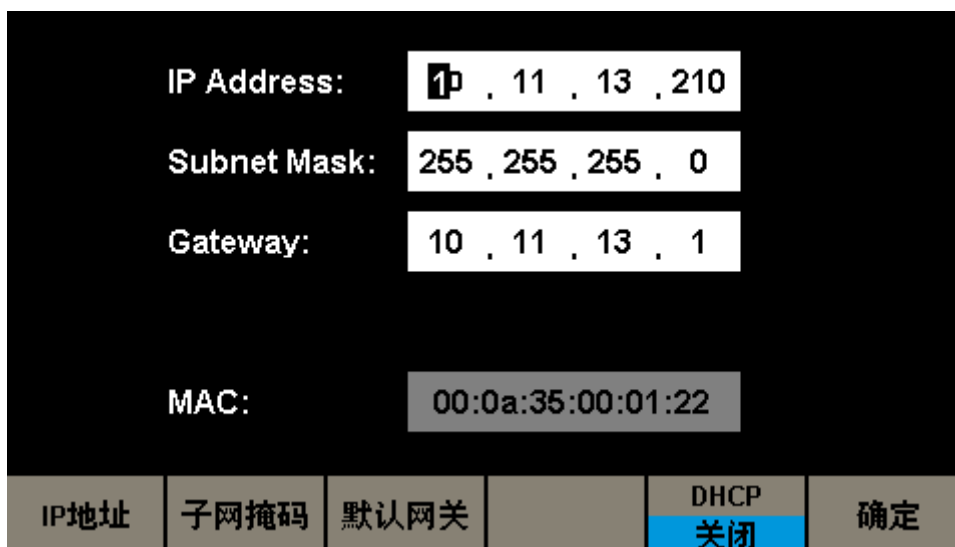 IP Address: 10 . 11 . 13 . 210
Subnet Mask: 255 . 255 . 255 . 0
Gateway: 10 . 11 . 13 . 1
MAC: 00:0a:35:00:01:22
IP地址 子网掩码 默认网关 DHCP 确定
关闭